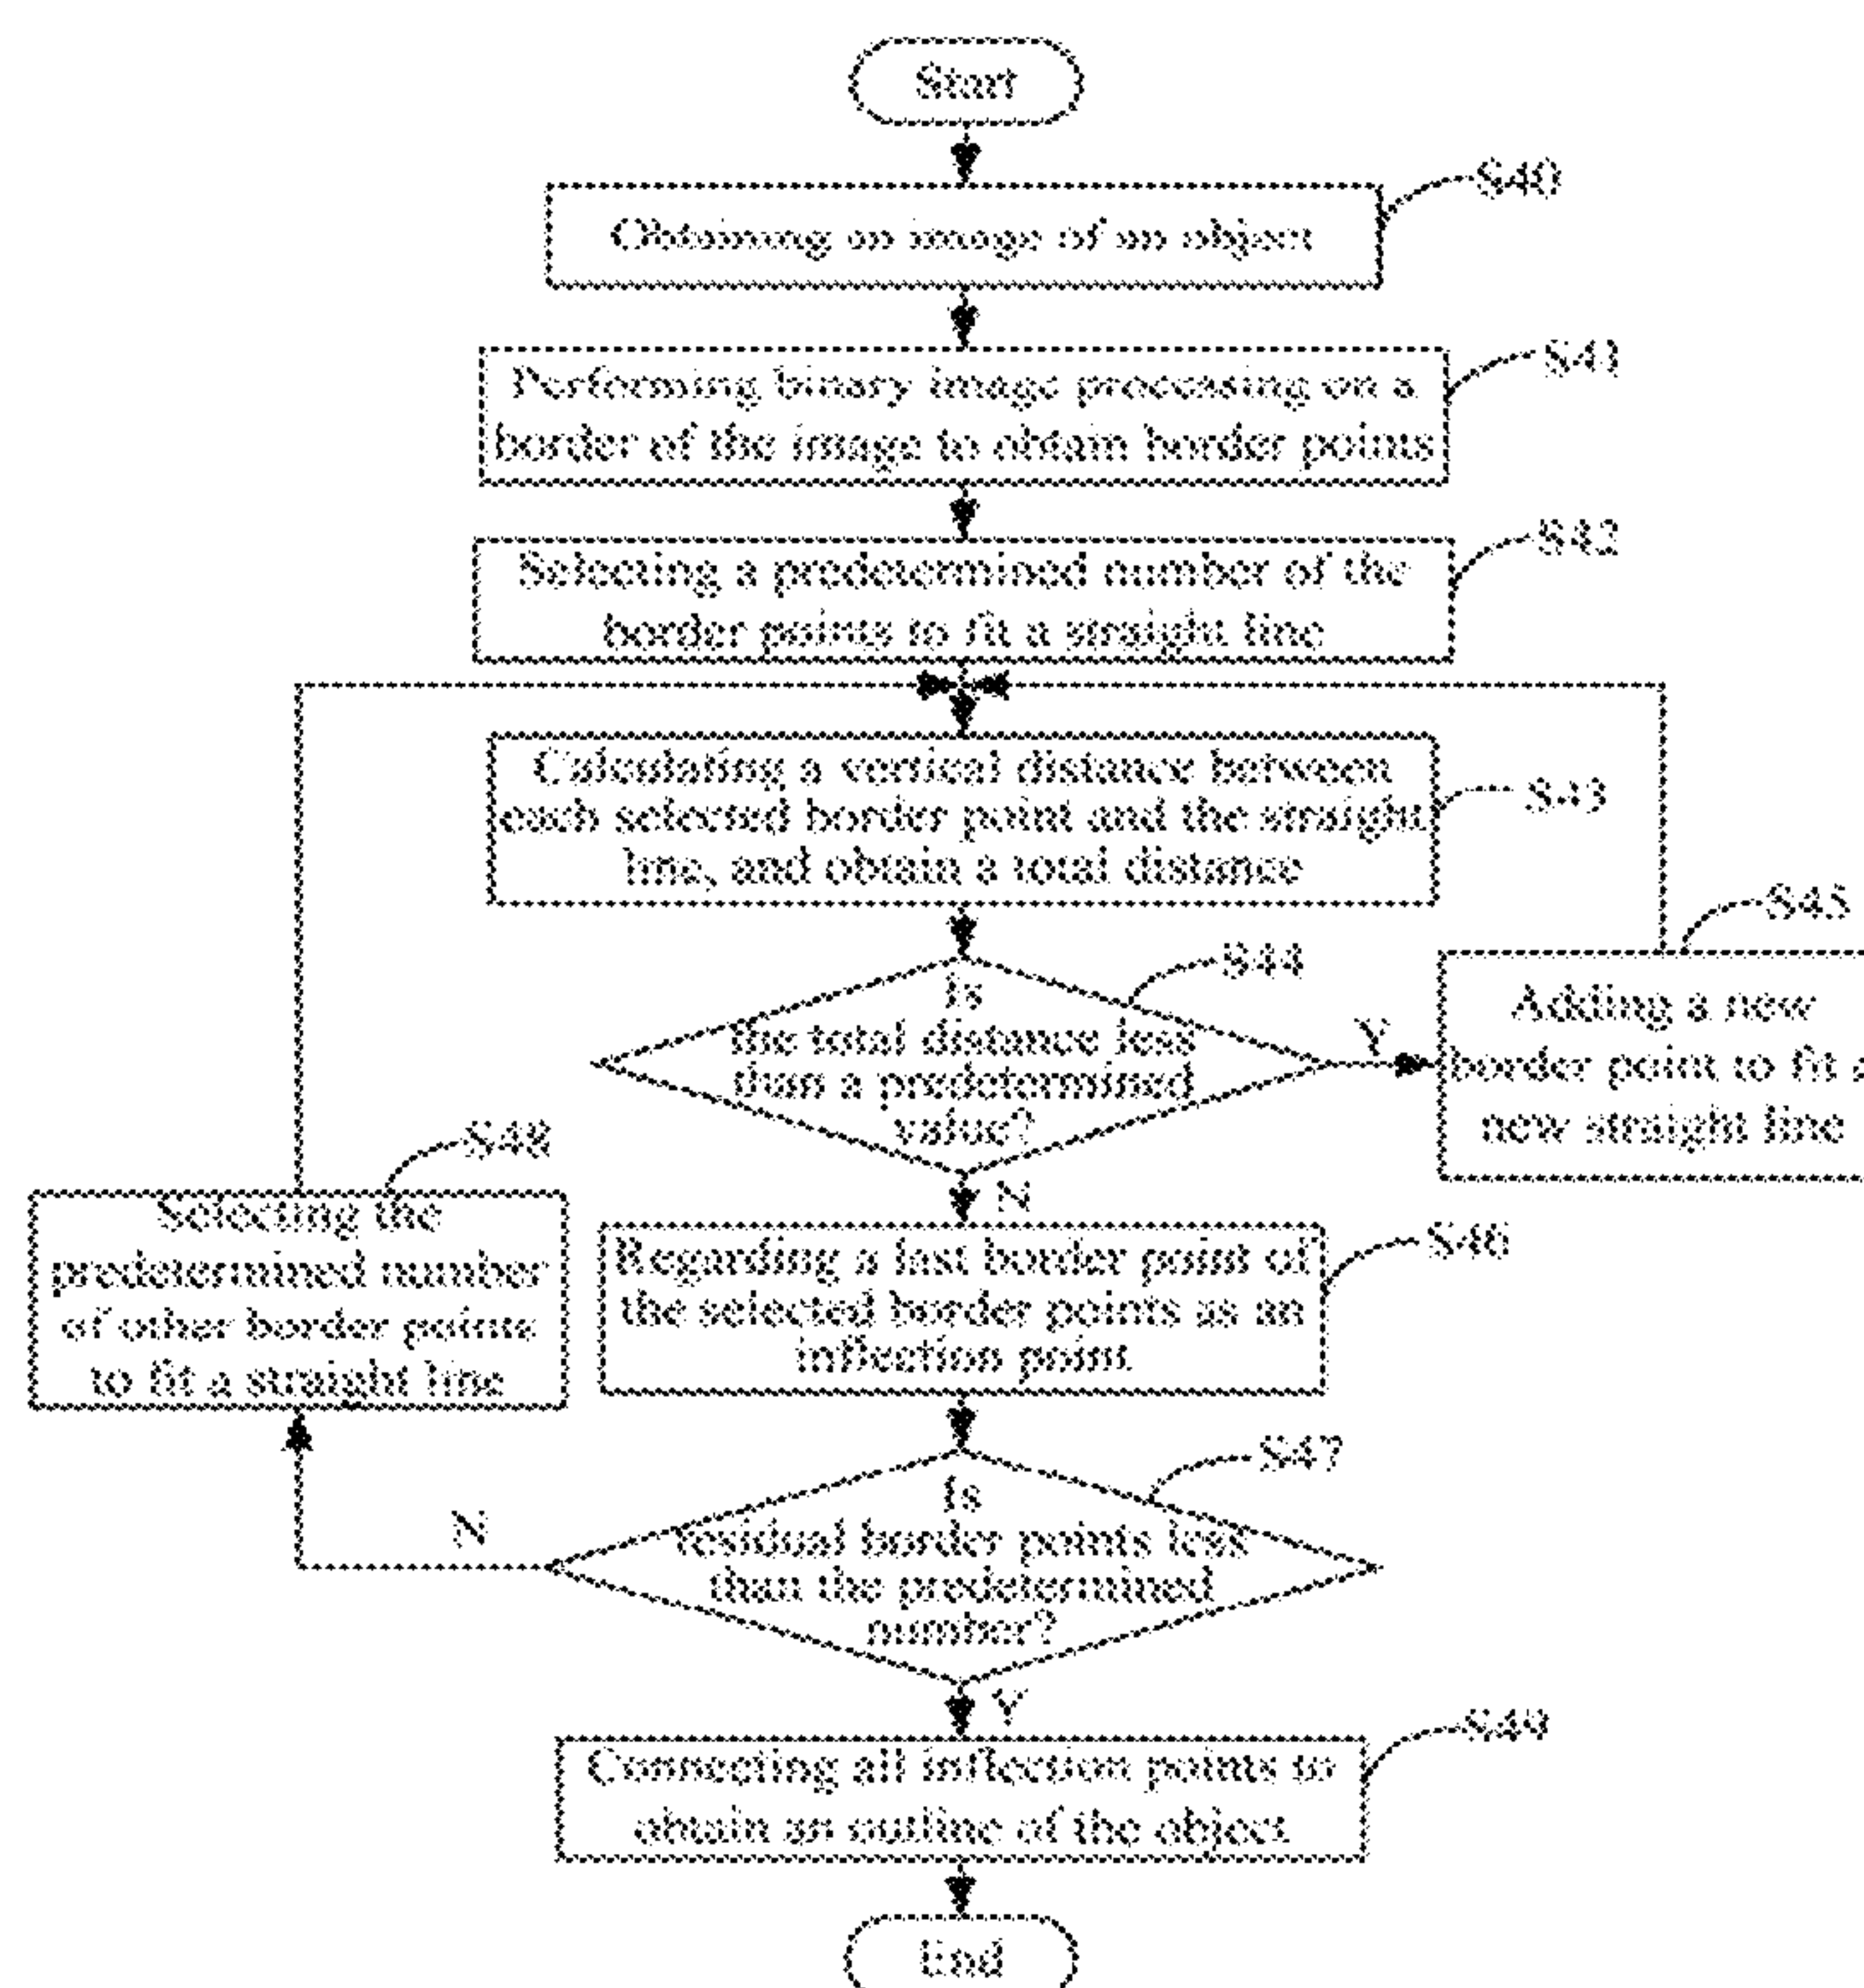 Start
S40
Obtaining an image of an object
S41
Performing binary image processing on a
border of the image to obtain border points
S42
Selecting a predetermined number of the
border points to fit a straight line
Calculating a vertical distance between
each selected border point and the straight
line, and obtain a total distance
S43
S44
Is
the total distance less
than a predetermined
value?
Y
N
S45
Adding a new
border point to fit a
new straight line
S48
Selecting the
predetermined number
of other border points
to fit a straight line
S46
Regarding a last border point of
the selected border points as an
inflection point
S47
Is
residual border points less
than the predetermined
number?
N
Y
S49
Connecting all inflection points to
obtain an outline of the object
End